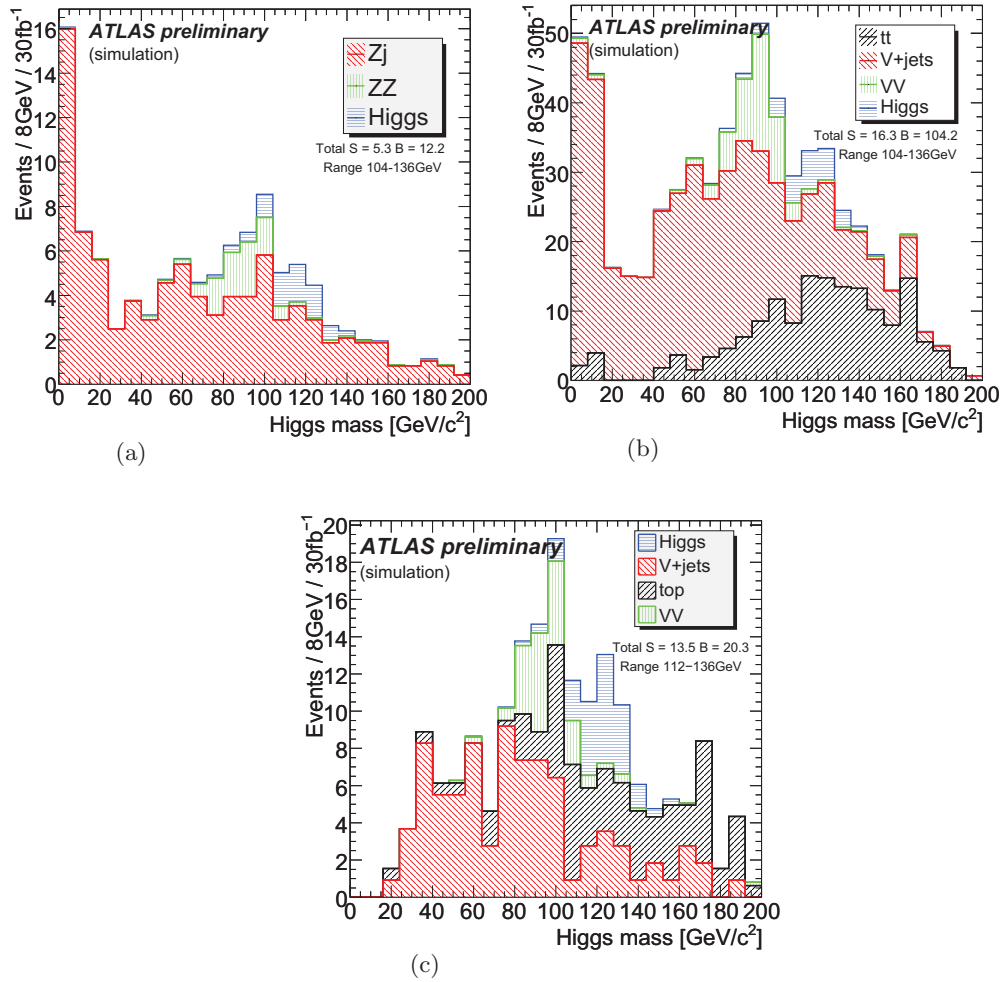 ATLAS preliminary
(simulation)
Zj
ZZ
Higgs
Total S = 5.3 B = 12.2
Range 104-136GeV
Events / 8GeV / 30fb⁻¹
0 2 4 6 8 10 12 14 16
0 20 40 60 80 100 120 140 160 180 200
Higgs mass [GeV/c²]
(a)
ATLAS preliminary
(simulation)
tt
V+jets
VV
Higgs
Total S = 16.3 B = 104.2
Range 104-136GeV
Events / 8GeV / 30fb⁻¹
0 10 20 30 40 50
0 20 40 60 80 100 120 140 160 180 200
Higgs mass [GeV/c²]
(b)
ATLAS preliminary
(simulation)
Higgs
V+jets
top
VV
Total S = 13.5 B = 20.3
Range 112−136GeV
Events / 8GeV / 30fb⁻¹
0 2 4 6 8 10 12 14 16 18 20
0 20 40 60 80 100 120 140 160 180 200
Higgs mass [GeV/c²]
(c)